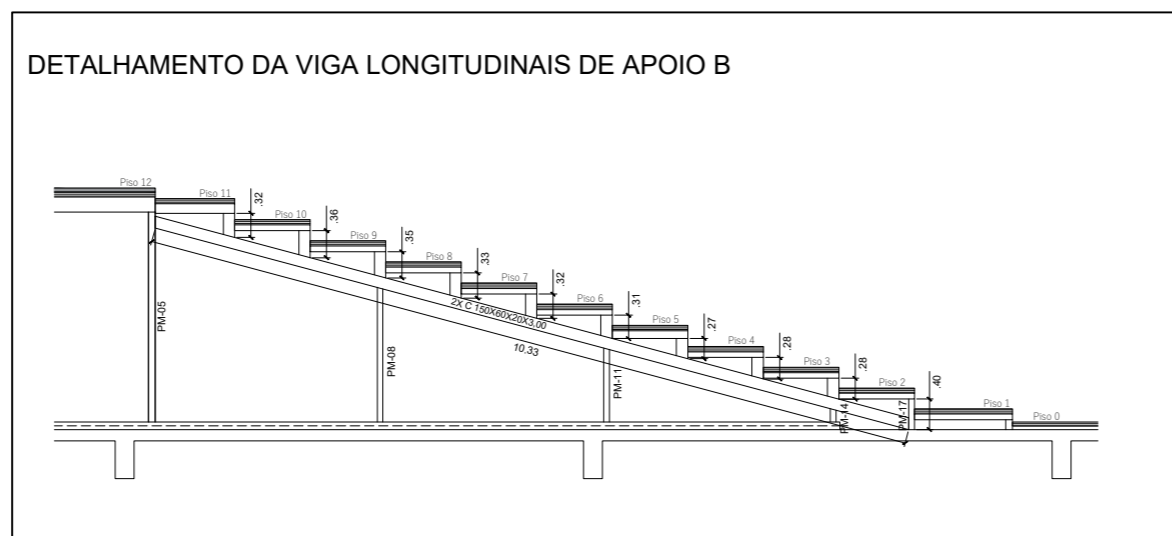 DETALHAMENTO DA VIGA LONGITUDINAIS DE APOIO B
Piso 12
Piso 11
.32
Piso 10
.36
Piso 9
.35
Piso 8
.33
Piso 7
.32
Piso 6
.31
Piso 5
.27
Piso 4
.28
Piso 3
.28
Piso 2
.40
Piso 1
Piso 0
2X C 150X60X20X3,00
10,33
PM-05
PM-08
PM-11
PM-14
PM-17